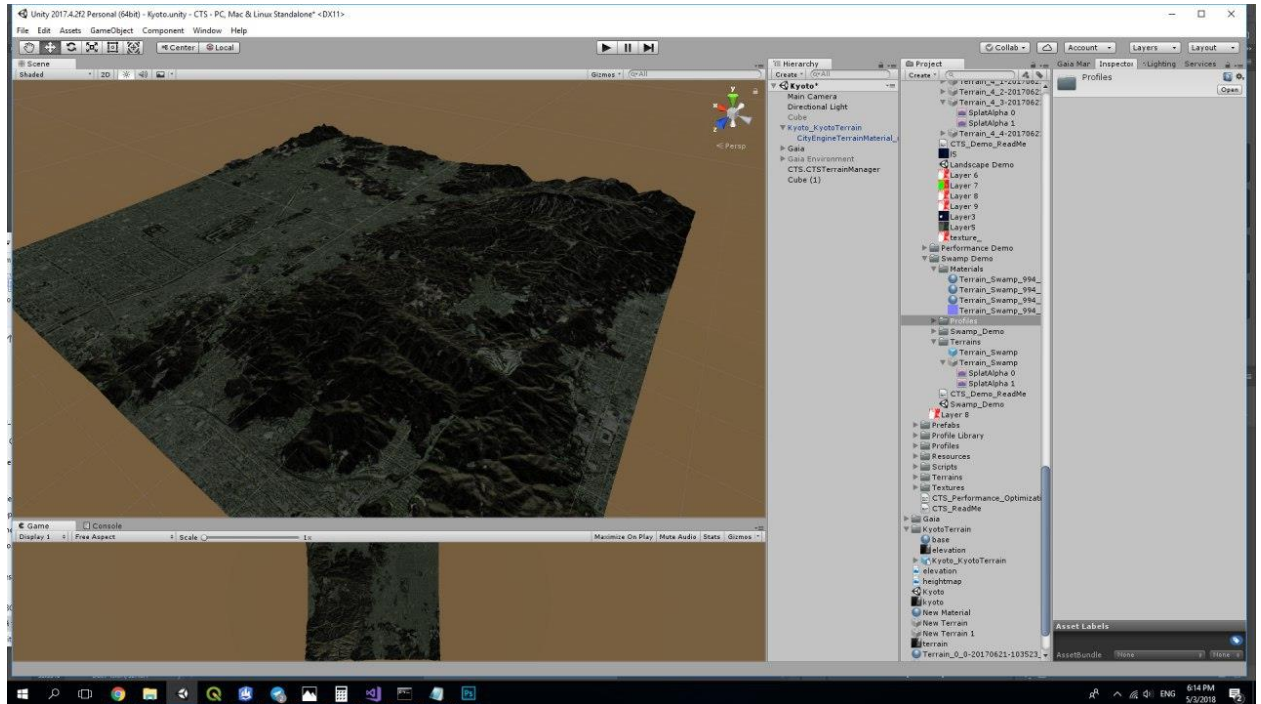 Unity 2017.4.2f2 Personal (64bit) - Kyoto.unity - CTS - PC, Mac & Linux Standalone* <DX11>
File Edit Assets GameObject Component Window Help
Center Local Collab Account Layers Layout
Scene
Shaded 2D Gizmos All
y
z
Persp
Hierarchy
Create All
Kyoto*
Main Camera
Directional Light
Cube
Kyoto_KyotoTerrain
CityEngineTerrainMaterial_
Gaia
Gaia Environment
CTS.CTSTerrainManager
Cube (1)
Project
Create
Terrain_4_1-2017062
Terrain_4_2-2017062
Terrain_4_3-2017062
SplatAlpha 0
SplatAlpha 1
Terrain_4_4-2017062
CTS_Demo_ReadMe
Landscape Demo
Layer 6
Layer 7
Layer 8
Layer 9
Layer3
Layer5
texture_
Performance Demo
Swamp Demo
Materials
Terrain_Swamp_994_
Terrain_Swamp_994_
Terrain_Swamp_994_
Terrain_Swamp_994_
Profiles
Swamp_Demo
Terrains
Terrain_Swamp
Terrain_Swamp
SplatAlpha 0
SplatAlpha 1
CTS_Demo_ReadMe
Swamp_Demo
Layer 8
Prefabs
Profile Library
Profiles
Resources
Scripts
Terrains
Textures
CTS_Performance_Optimizati
CTS_ReadMe
Gaia
KyotoTerrain
base
elevation
Kyoto_KyotoTerrain
elevation
heightmap
Kyoto
kyoto
New Material
New Terrain
New Terrain 1
terrain
Terrain_0_0-20170621-103523_
Gaia Mar Inspector Lighting Services
Profiles
Open
Asset Labels
AssetBundle None None
Game Console
Display 1 Free Aspect Scale 1x Maximize On Play Mute Audio Stats Gizmos
Ps
ENG
6:14 PM
5/3/2018